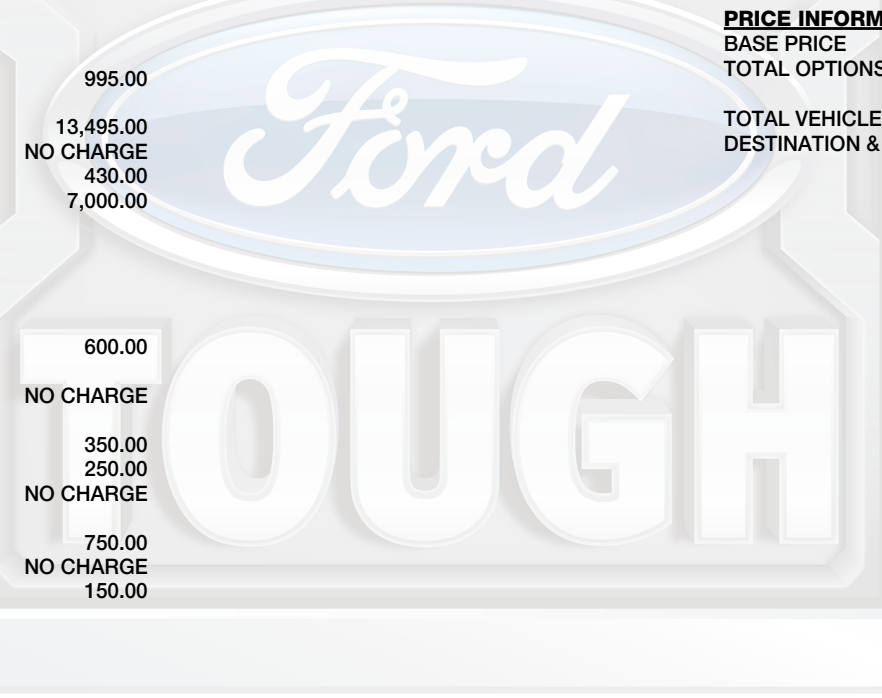 995.00
13,495.00
NO CHARGE
430.00
7,000.00
600.00
NO CHARGE
350.00
250.00
NO CHARGE
750.00
NO CHARGE
150.00
PRICE INFORM
BASE PRICE
TOTAL OPTIONS
TOTAL VEHICLE
DESTINATION &
Ford
TOUGH